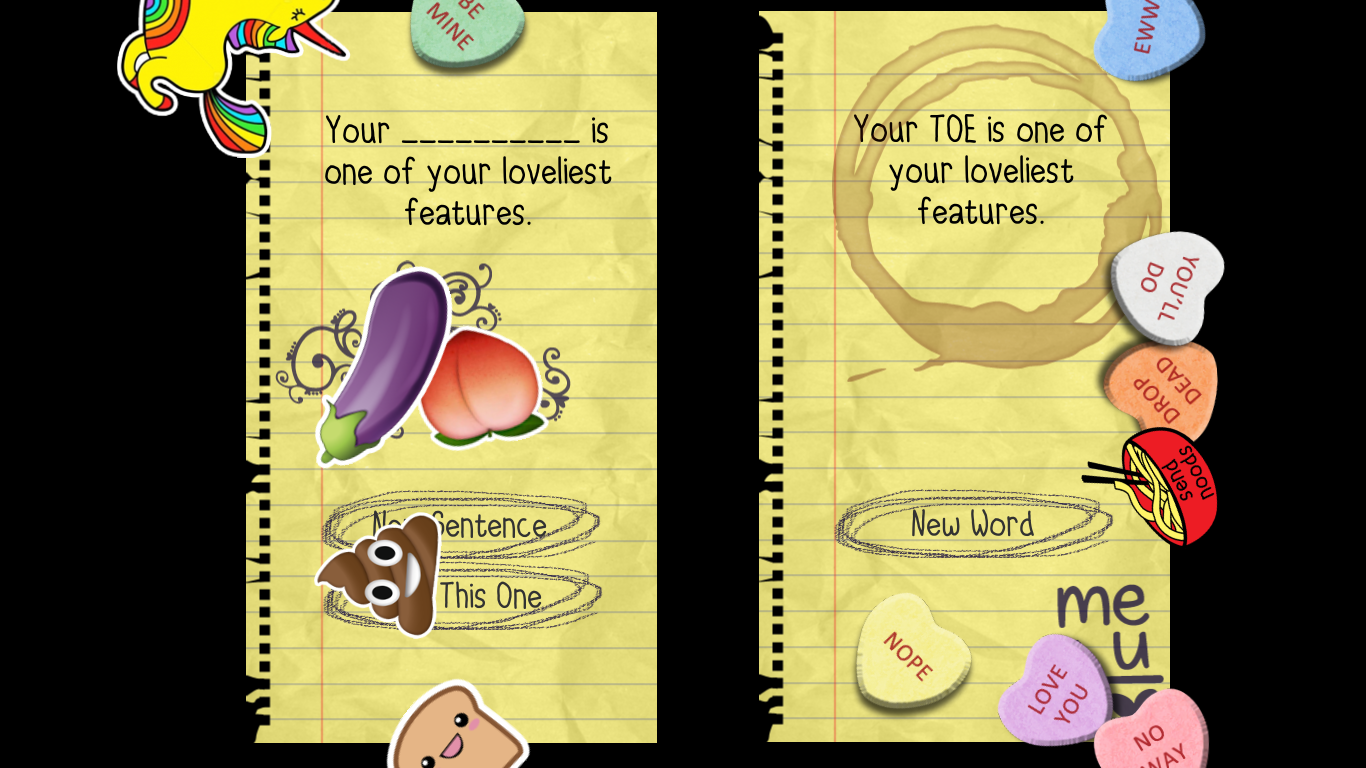 BE
MINE
Your __________ is
one of your loveliest
features.
Sentence
This One
EWW
Your TOE is one of
your loveliest
features.
YOU'LL
DO
DROP
DEAD
send
noods
New Word
me
u
NOPE
LOVE
YOU
NO
WAY